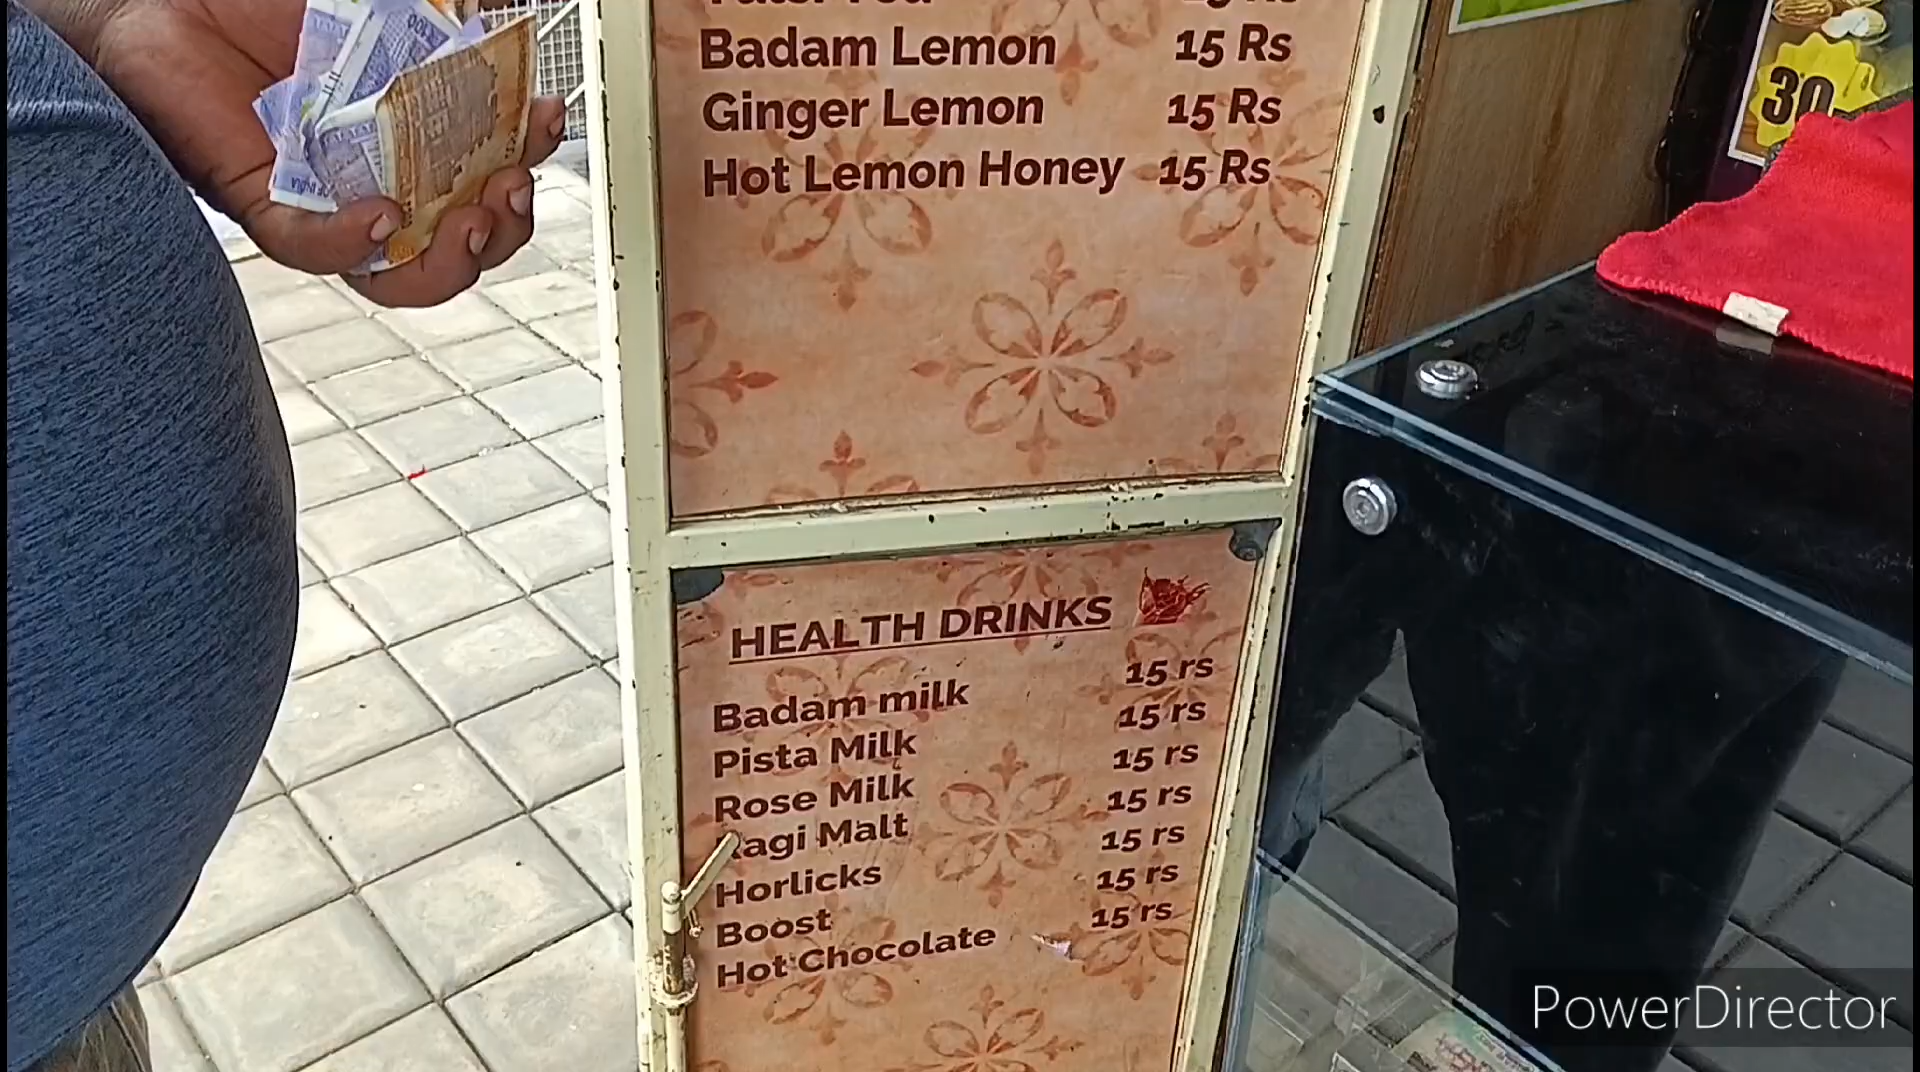 Badam Lemon 15 Rs
Ginger Lemon 15 Rs
Hot Lemon Honey 15 Rs
HEALTH DRINKS
Badam milk 15 rs
Pista Milk 15 rs
Rose Milk 15 rs
Ragi Malt 15 rs
Horlicks 15 rs
Boost 15 rs
Hot Chocolate 15 rs
30
PowerDirector